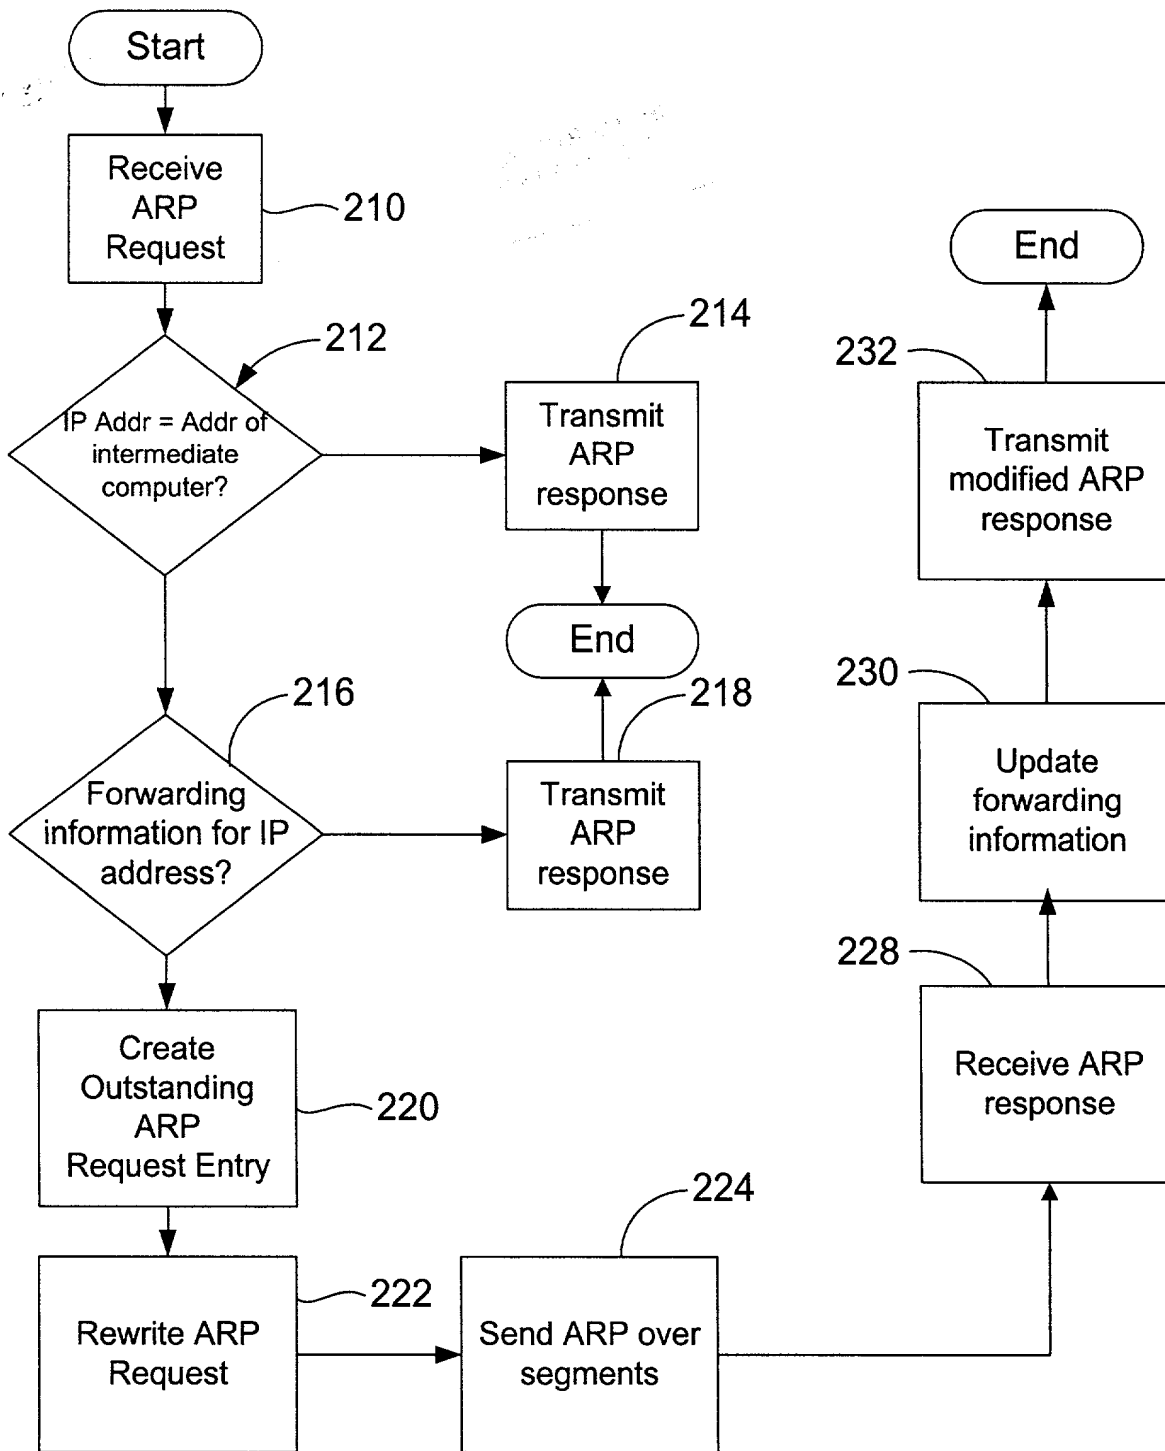 Start
Receive
ARP
Request
210
212
IP Addr = Addr of
intermediate
computer?
214
Transmit
ARP
response
End
216
Forwarding
information for IP
address?
218
Transmit
ARP
response
Create
Outstanding
ARP
Request Entry
220
Rewrite ARP
Request
222
224
Send ARP over
segments
228
Receive ARP
response
230
Update
forwarding
information
232
Transmit
modified ARP
response
End